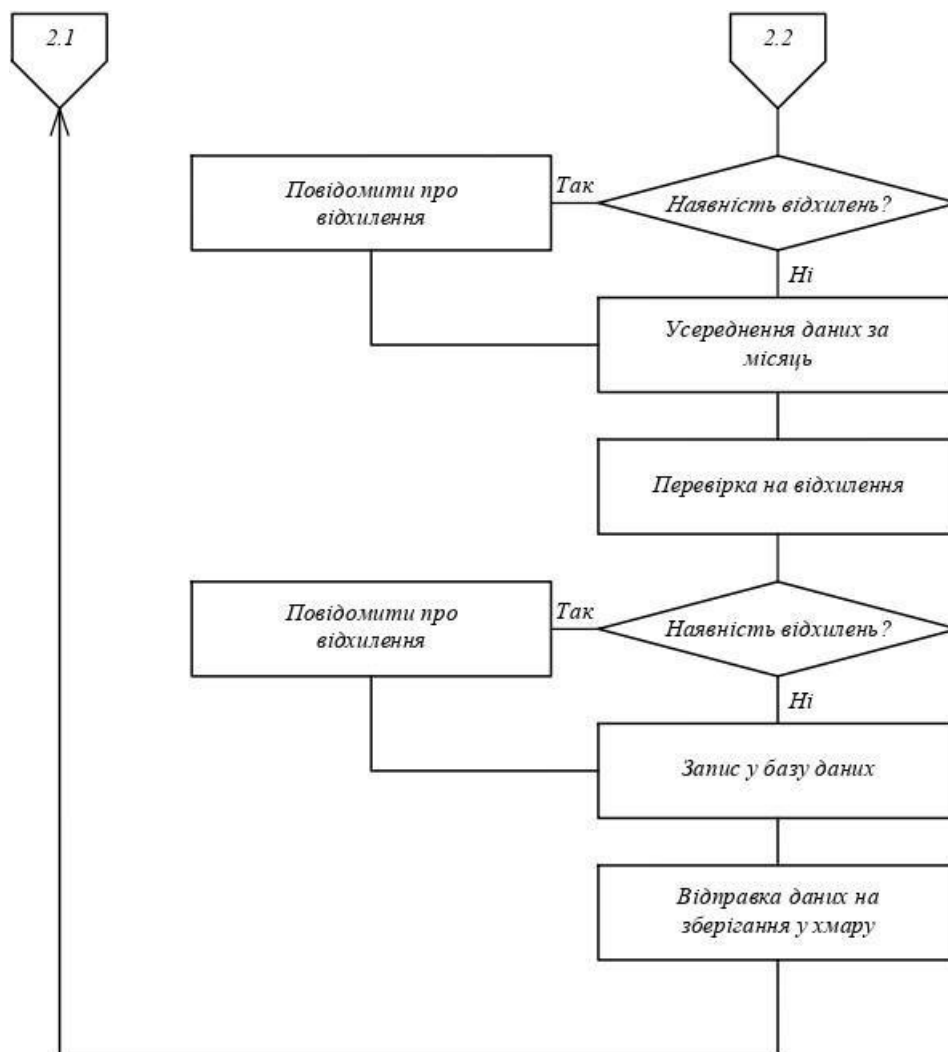 2.1
2.2
Повідомити про
відхилення
Так
Наявність відхилень?
Ні
Усереднення даних за
місяць
Перевірка на відхилення
Повідомити про
відхилення
Так
Наявність відхилень?
Ні
Запис у базу даних
Відправка даних на
зберігання у хмару